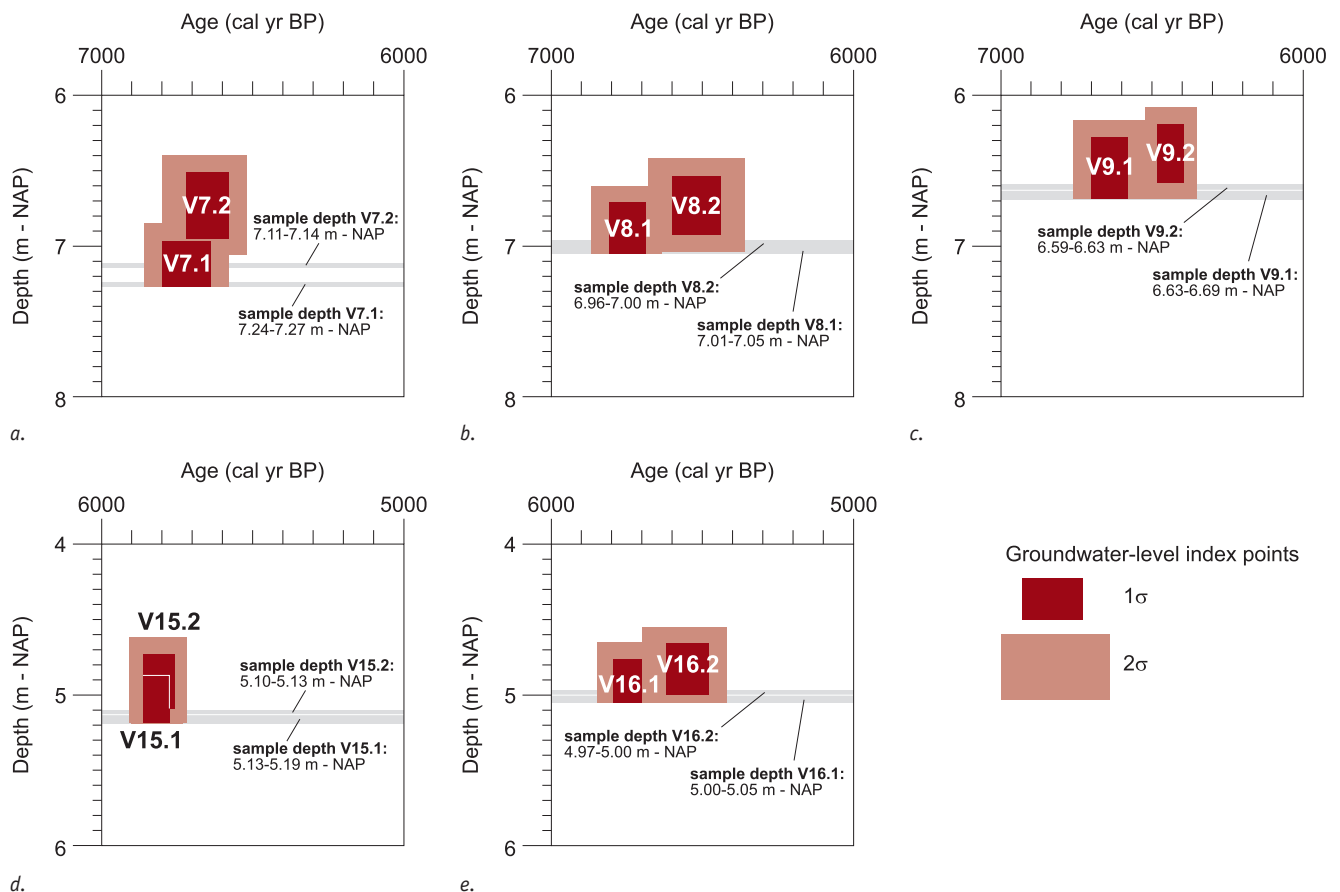 Age (cal yr BP)
7000 6000
6
7
8
Depth (m - NAP)
V7.2
V7.1
sample depth V7.2:
7.11-7.14 m - NAP
sample depth V7.1:
7.24-7.27 m - NAP
a.
Age (cal yr BP)
7000 6000
6
7
8
Depth (m - NAP)
V8.1
V8.2
sample depth V8.2:
6.96-7.00 m - NAP
sample depth V8.1:
7.01-7.05 m - NAP
b.
Age (cal yr BP)
7000 6000
6
7
8
Depth (m - NAP)
V9.1
V9.2
sample depth V9.2:
6.59-6.63 m - NAP
sample depth V9.1:
6.63-6.69 m - NAP
c.
Age (cal yr BP)
6000 5000
4
5
6
Depth (m - NAP)
V15.2
V15.1
sample depth V15.2:
5.10-5.13 m - NAP
sample depth V15.1:
5.13-5.19 m - NAP
d.
Age (cal yr BP)
6000 5000
4
5
6
Depth (m - NAP)
V16.1
V16.2
sample depth V16.2:
4.97-5.00 m - NAP
sample depth V16.1:
5.00-5.05 m - NAP
e.
Groundwater-level index points
1σ
2σ